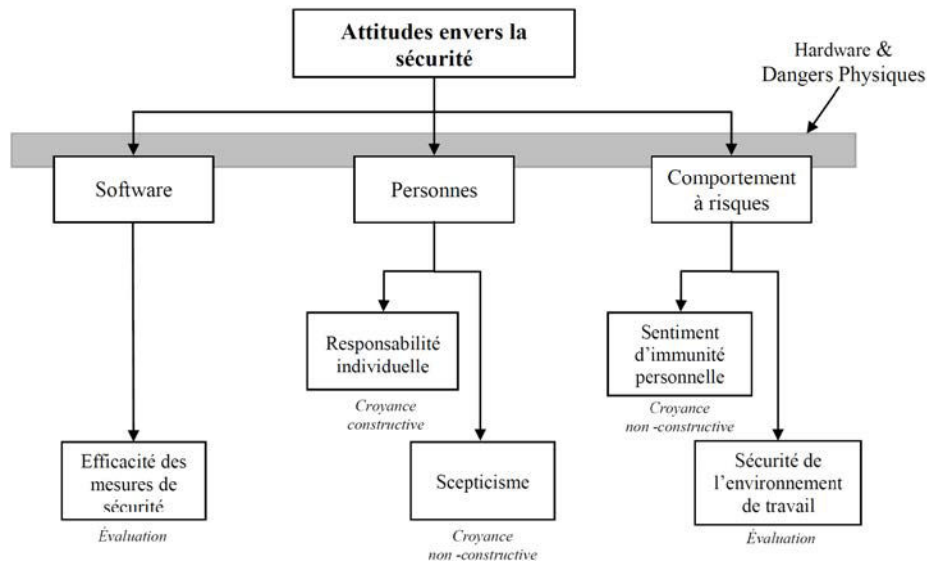 Attitudes envers la
sécurité
Hardware &
Dangers Physiques
Software
Personnes
Comportement
à risques
Responsabilité
individuelle
Croyance
constructive
Sentiment
d'immunité
personnelle
Croyance
non -constructive
Efficacité des
mesures de
sécurité
Évaluation
Scepticisme
Croyance
non -constructive
Sécurité de
l'environnement
de travail
Évaluation